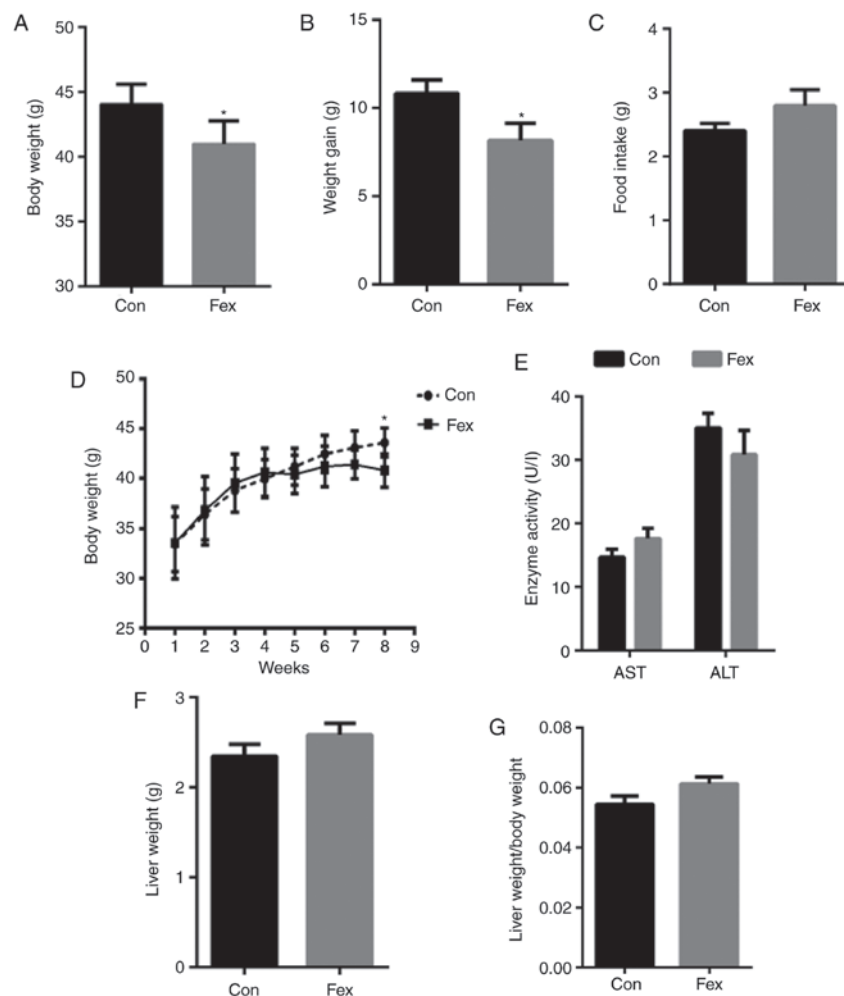 A
Body weight (g)
50
45
40
35
30
*
Con
Fex
B
Weight gain (g)
15
10
5
0
*
Con
Fex
C
Food intake (g)
4
3
2
1
0
Con
Fex
D
Body weight (g)
50
45
40
35
30
25
*
0 1 2 3 4 5 6 7 8 9
Weeks
Con
Fex
E
Con
Fex
Enzyme activity (U/l)
40
30
20
10
0
AST
ALT
F
Liver weight (g)
3
2
1
0
Con
Fex
G
Liver weight/body weight
0.08
0.06
0.04
0.02
0.00
Con
Fex